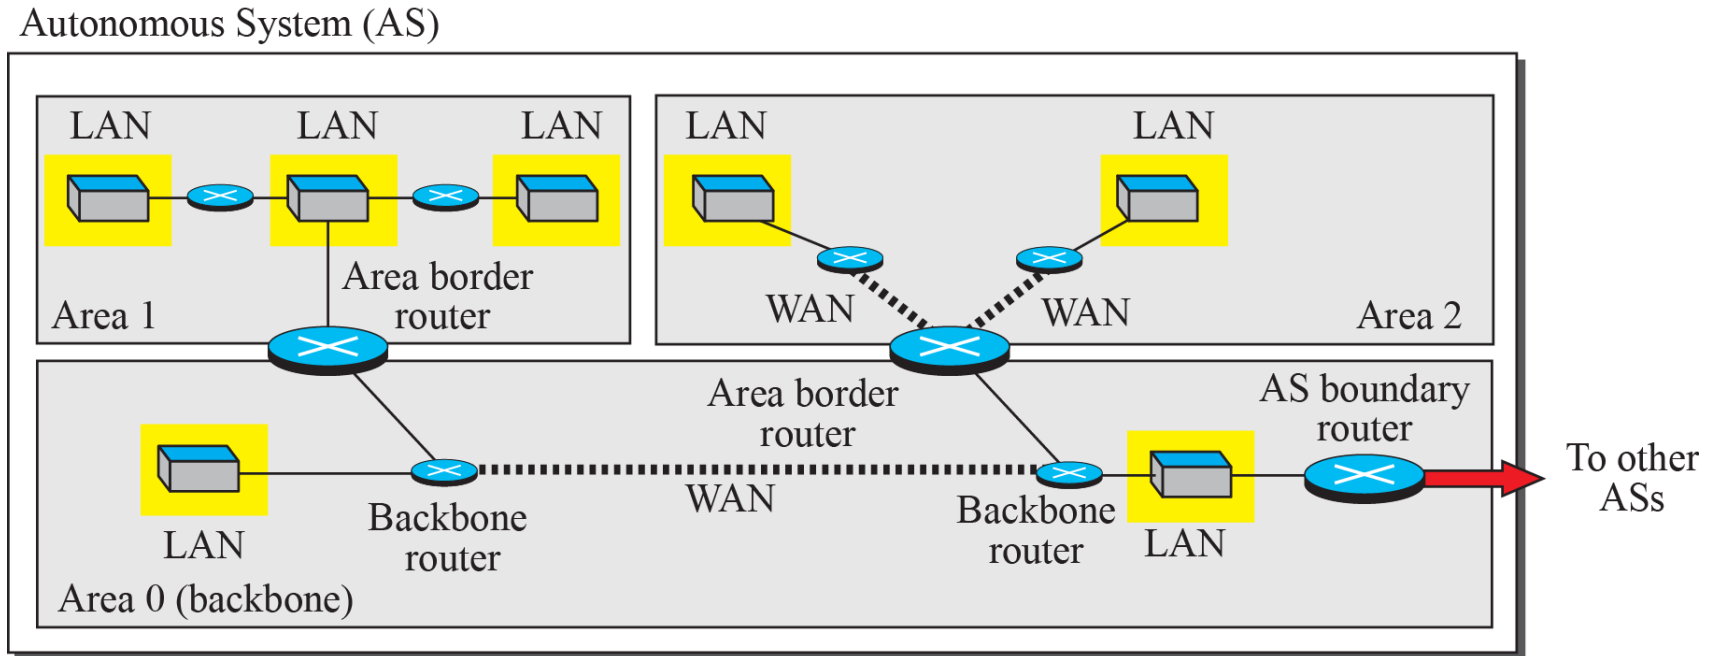 Autonomous System (AS)
LAN
LAN
LAN
Area border
router
Area 1
LAN
LAN
WAN
WAN
Area 2
Area border
router
AS boundary
router
To other
ASs
LAN
Backbone
router
WAN
Backbone
router
LAN
Area 0 (backbone)